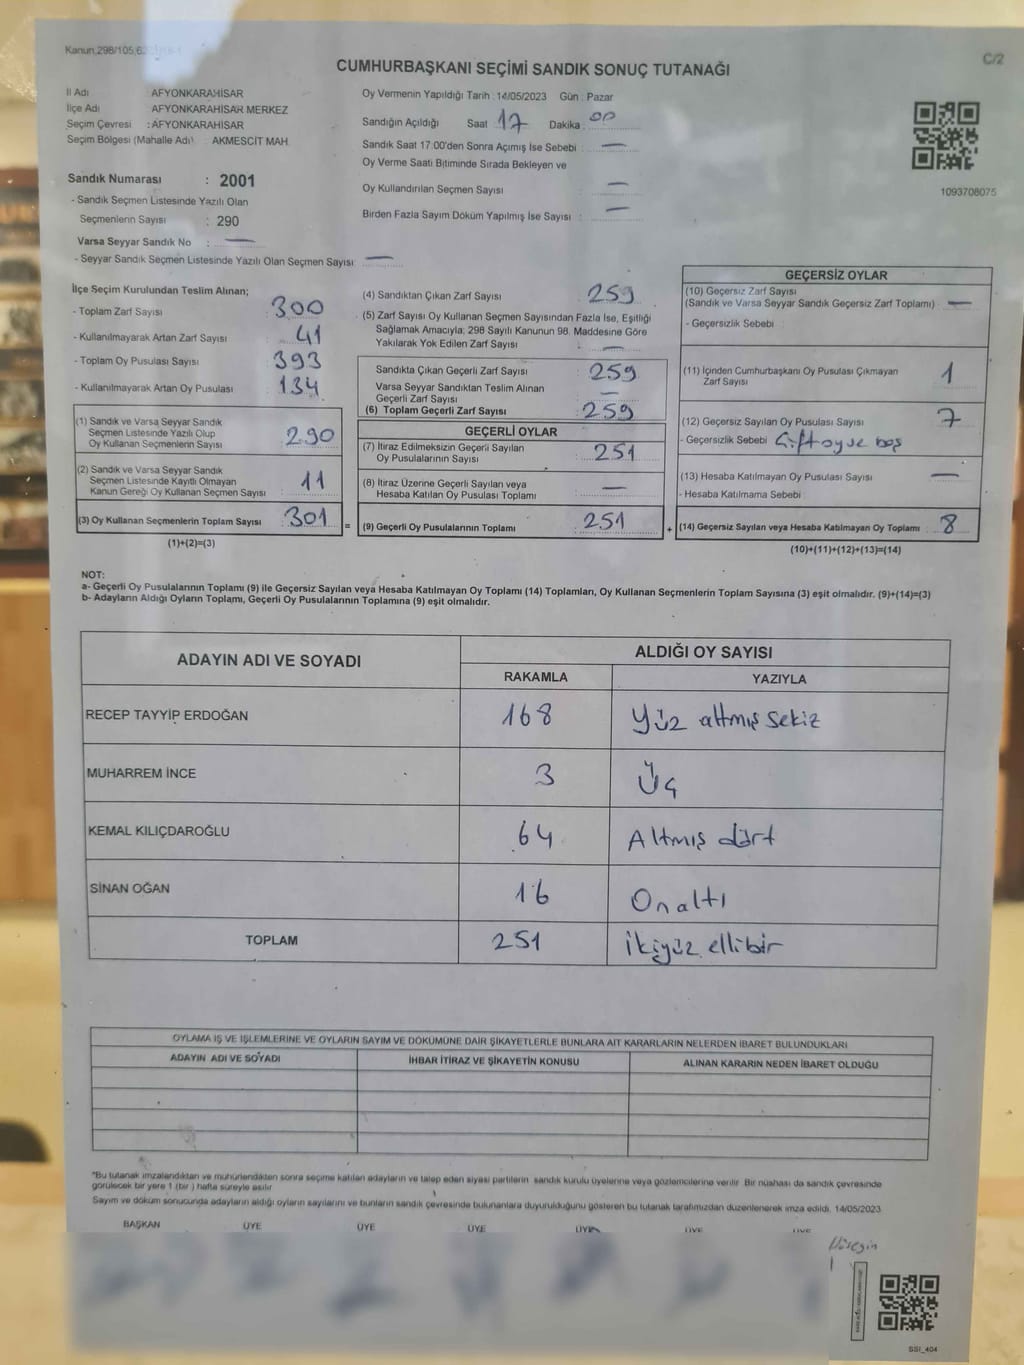 Kanun,298/105,6
C/2
CUMHURBAŞKANI SEÇİMİ SANDIK SONUÇ TUTANAĞI
İl Adı AFYONKARAHİSAR
İlçe Adı AFYONKARAHİSAR MERKEZ
Seçim Çevresi : AFYONKARAHİSAR
Seçim Bölgesi (Mahalle Adı) : AKMESCİT MAH.
Sandık Numarası : 2001
- Sandık Seçmen Listesinde Yazılı Olan
Seçmenlerin Sayısı : 290
Varsa Seyyar Sandık No : —
- Seyyar Sandık Seçmen Listesinde Yazılı Olan Seçmen Sayısı: —
Oy Vermenin Yapıldığı Tarih : 14/05/2023 Gün : Pazar
Sandığın Açıldığı Saat 17 Dakika 00
Sandık Saat 17:00'den Sonra Açımış İse Sebebi : —
Oy Verme Saati Bitiminde Sırada Bekleyen ve
Oy Kullandırılan Seçmen Sayısı : —
Birden Fazla Sayım Döküm Yapılmış İse Sayısı : —
1093708075
İlçe Seçim Kurulundan Teslim Alınan;
- Toplam Zarf Sayısı : 300
- Kullanılmayarak Artan Zarf Sayısı : 41
- Toplam Oy Pusulası Sayısı : 393
- Kullanılmayarak Artan Oy Pusulası : 134
(1) Sandık ve Varsa Seyyar Sandık
Seçmen Listesinde Yazılı Olup
Oy Kullanan Seçmenlerin Sayısı : 290
(2) Sandık ve Varsa Seyyar Sandık
Seçmen Listesinde Kayıtlı Olmayan
Kanun Gereği Oy Kullanan Seçmen Sayısı : 11
(3) Oy Kullanan Seçmenlerin Toplam Sayısı : 301 =
(1)+(2)=(3)
(4) Sandıktan Çıkan Zarf Sayısı : 259
(5) Zarf Sayısı Oy Kullanan Seçmen Sayısından Fazla İse, Eşitliği
Sağlamak Amacıyla, 298 Sayılı Kanunun 98. Maddesine Göre
Yakılarak Yok Edilen Zarf Sayısı : —
Sandıkta Çıkan Geçerli Zarf Sayısı : 259
Varsa Seyyar Sandıktan Teslim Alınan
Geçerli Zarf Sayısı : —
(6) Toplam Geçerli Zarf Sayısı : 259
GEÇERLİ OYLAR
(7) İtiraz Edilmeksizin Geçerli Sayılan
Oy Pusulalarının Sayısı : 251
(8) İtiraz Üzerine Geçerli Sayılan veya
Hesaba Katılan Oy Pusulası Toplamı : —
(9) Geçerli Oy Pusulalarının Toplamı : 251 +
GEÇERSİZ OYLAR
(10) Geçersiz Zarf Sayısı
(Sandık ve Varsa Seyyar Sandık Geçersiz Zarf Toplamı) : —
- Geçersizlik Sebebi :
(11) İçinden Cumhurbaşkanı Oy Pusulası Çıkmayan
Zarf Sayısı : 1
(12) Geçersiz Sayılan Oy Pusulası Sayısı : 7
- Geçersizlik Sebebi Çift oy ve boş
(13) Hesaba Katılmayan Oy Pusulası Sayısı : —
- Hesaba Katılmama Sebebi :
(14) Geçersiz Sayılan veya Hesaba Katılmayan Oy Toplamı : 8
(10)+(11)+(12)+(13)=(14)
NOT:
a- Geçerli Oy Pusulalarının Toplamı (9) ile Geçersiz Sayılan veya Hesaba Katılmayan Oy Toplamı (14) Toplamları, Oy Kullanan Seçmenlerin Toplam Sayısına (3) eşit olmalıdır. (9)+(14)=(3)
b- Adayların Aldığı Oyların Toplamı, Geçerli Oy Pusulalarının Toplamına (9) eşit olmalıdır.
ADAYIN ADI VE SOYADI ALDIĞI OY SAYISI
RAKAMLA YAZIYLA
RECEP TAYYİP ERDOĞAN 168 Yüz altmış sekiz
MUHARREM İNCE 3 Üç
KEMAL KILIÇDAROĞLU 64 Altmış dört
SİNAN OĞAN 16 On altı
TOPLAM 251 İkiyüz ellibir
OYLAMA İŞ VE İŞLEMLERİNE VE OYLARIN SAYIM VE DÖKÜMÜNE DAİR ŞİKAYETLERLE BUNLARA AİT KARARLARIN NELERDEN İBARET BULUNDUKLARI
ADAYIN ADI VE SOYADI İHBAR İTİRAZ VE ŞİKAYETİN KONUSU ALINAN KARARIN NEDEN İBARET OLDUĞU
*Bu tutanak imzalandıktan ve mühürlendikten sonra seçime katılan adayların ve talep eden siyasi partilerin sandık kurulu üyelerine veya gözlemcilerine verilir. Bir nüshası da sandık çevresinde
görülecek bir yere 1 (bir) hafta süreyle asılır.
Sayım ve döküm sonucunda adayların aldığı oyların sayılarını ve bunların sandık çevresinde bulunanlara duyurulduğunu gösteren bu tutanak tarafımızdan düzenlenerek imza edildi. 14/05/2023
BAŞKAN ÜYE ÜYE ÜYE ÜYE ÜYE ÜYE
Hüseyin
SSI_404